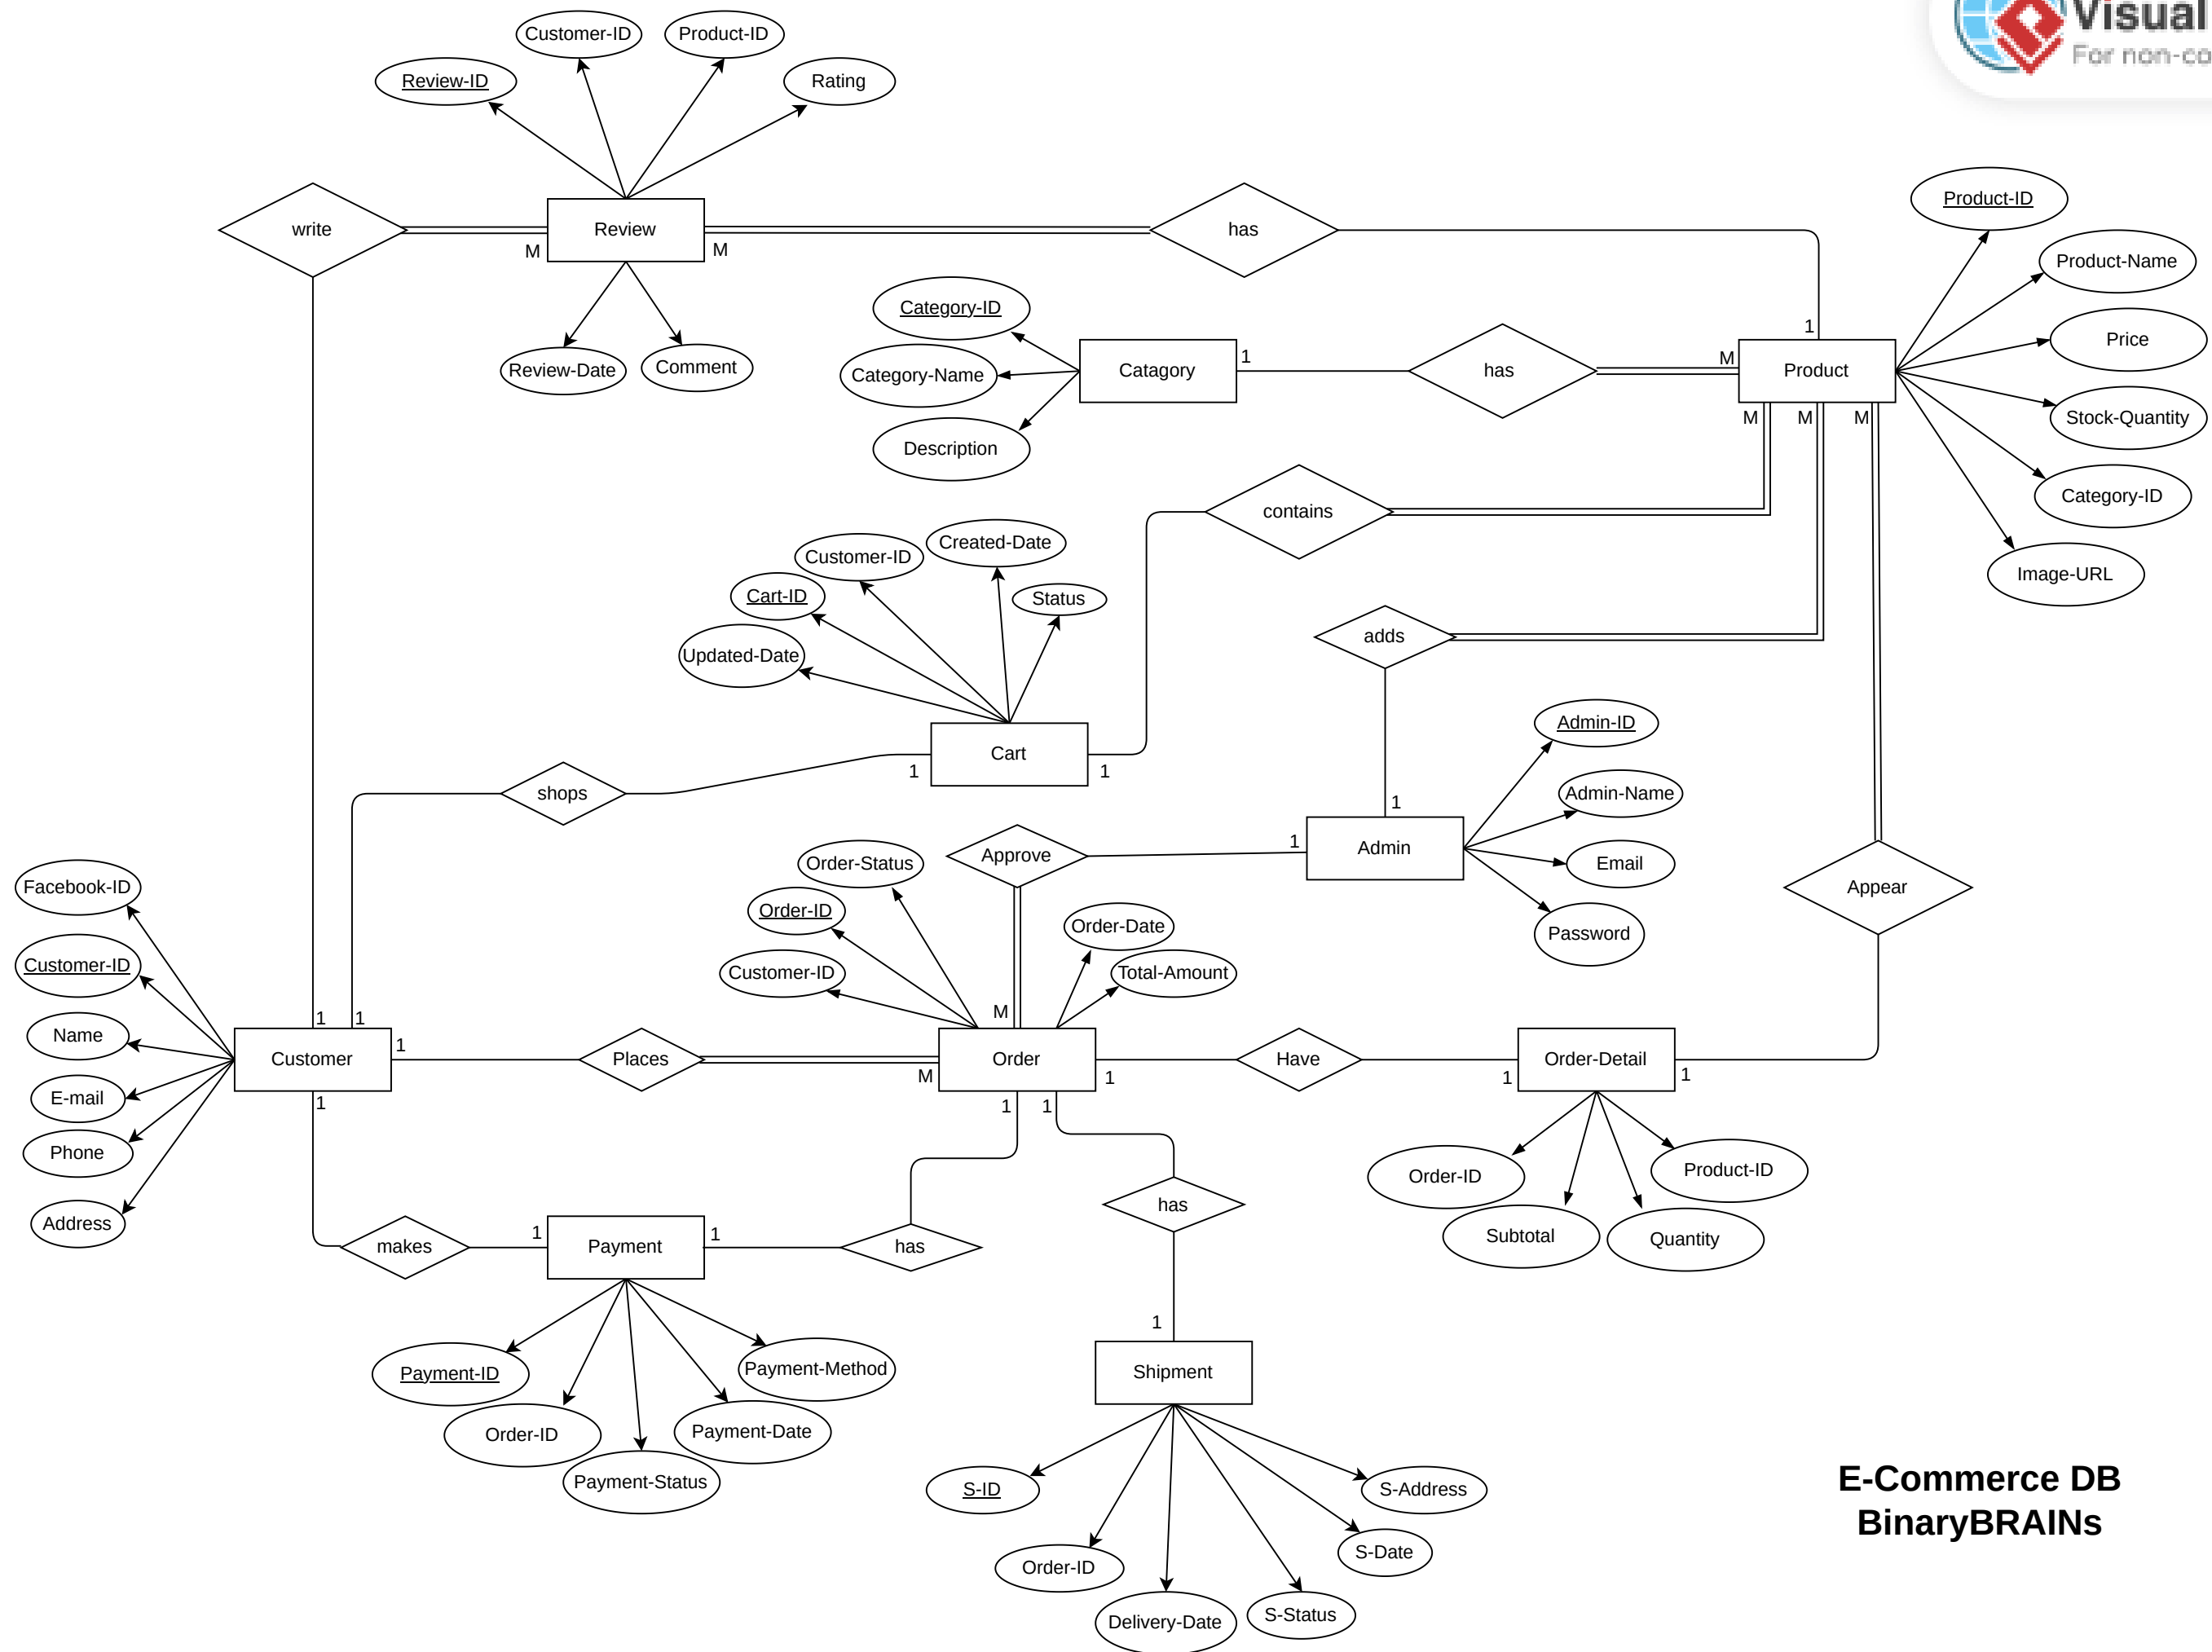 Visual
For non-co
Customer-ID
Product-ID
Review-ID
Rating
Product-ID
write
Review
has
M
M
Product-Name
Category-ID
1
Price
Review-Date
Comment
Category-Name
Catagory
1
has
M
Product
Description
M
M
M
Stock-Quantity
Category-ID
contains
Customer-ID
Created-Date
Cart-ID
Status
Image-URL
Updated-Date
adds
Admin-ID
Cart
1
1
shops
Admin-Name
1
Order-Status
Approve
1
Admin
Email
Facebook-ID
Appear
Order-ID
Order-Date
Password
Customer-ID
Customer-ID
Total-Amount
1
1
M
Name
Customer
1
Places
M
Order
1
Have
1
Order-Detail
1
E-mail
1
1
1
Phone
Order-ID
Product-ID
Address
makes
1
Payment
1
has
has
Subtotal
Quantity
1
Payment-ID
Payment-Method
Shipment
Order-ID
Payment-Date
Payment-Status
S-ID
S-Address
E-Commerce DB
BinaryBRAINs
Order-ID
S-Date
Delivery-Date
S-Status